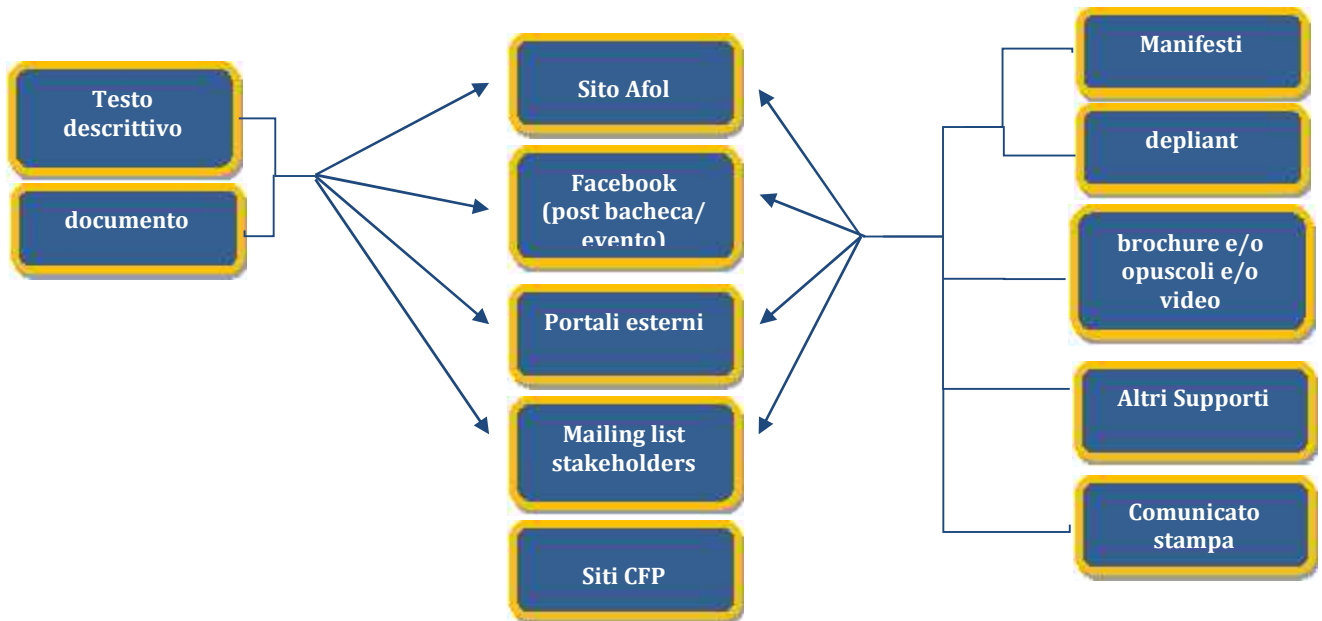 Testo
descrittivo
documento
Sito Afol
Facebook
(post bacheca/
evento)
Portali esterni
Mailing list
stakeholders
Siti CFP
Manifesti
depliant
brochure e/o
opuscoli e/o
video
Altri Supporti
Comunicato
stampa